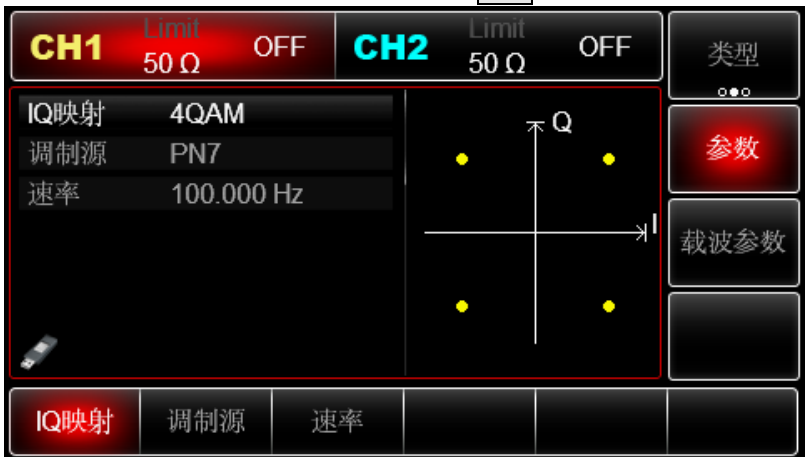 CH1 Limit 50 Ω OFF
CH2 Limit 50 Ω OFF
类型
IQ映射 4QAM
调制源 PN7
速率 100.000 Hz
Q
I
参数
载波参数
IQ映射 调制源 速率